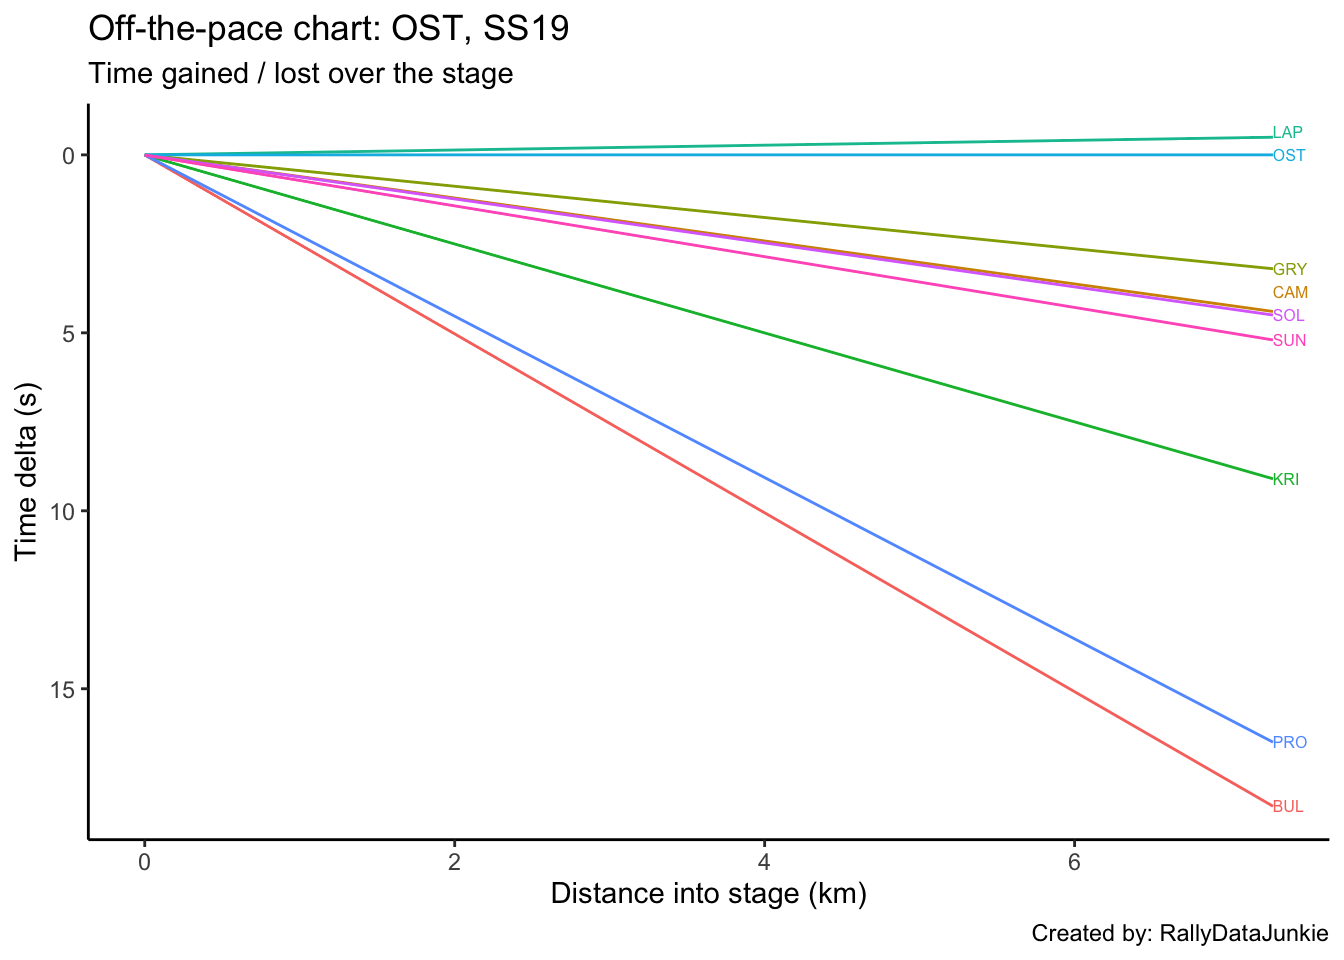 Off-the-pace chart: OST, SS19
Time gained / lost over the stage
Time delta (s)
0
5
10
15
LAP
OST
GRY
CAM
SOL
SUN
KRI
PRO
BUL
0 2 4 6
Distance into stage (km)
Created by: RallyDataJunkie